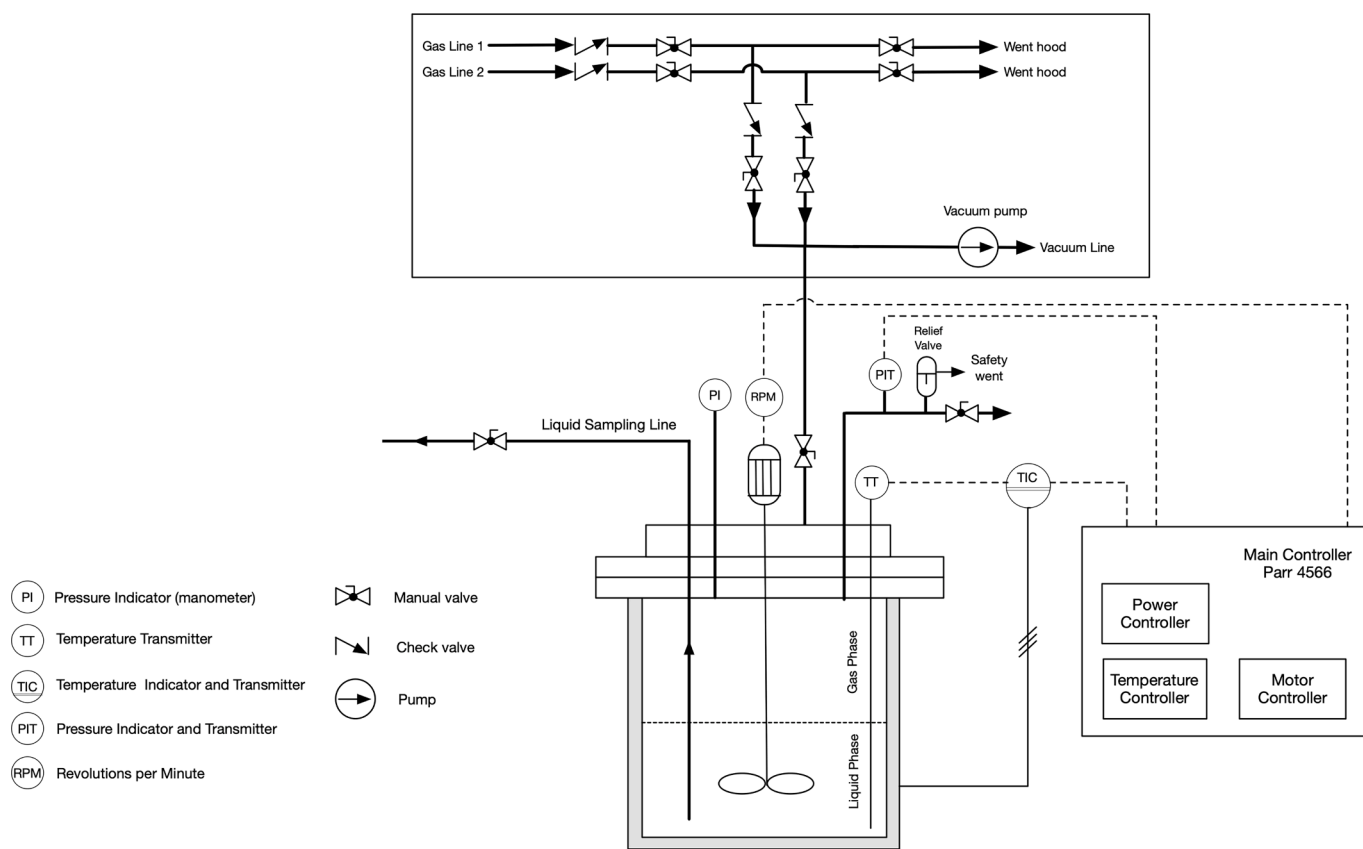 Gas Line 1
Went hood
Gas Line 2
Went hood
Vacuum pump
Vacuum Line
Relief
Valve
Safety
went
PIT
PI
RPM
Liquid Sampling Line
TT
TIC
Main Controller
Parr 4566
Power
Controller
Temperature
Controller
Motor
Controller
Gas Phase
Liquid Phase
PI Pressure Indicator (manometer)
TT Temperature Transmitter
TIC Temperature Indicator and Transmitter
PIT Pressure Indicator and Transmitter
RPM Revolutions per Minute
Manual valve
Check valve
Pump